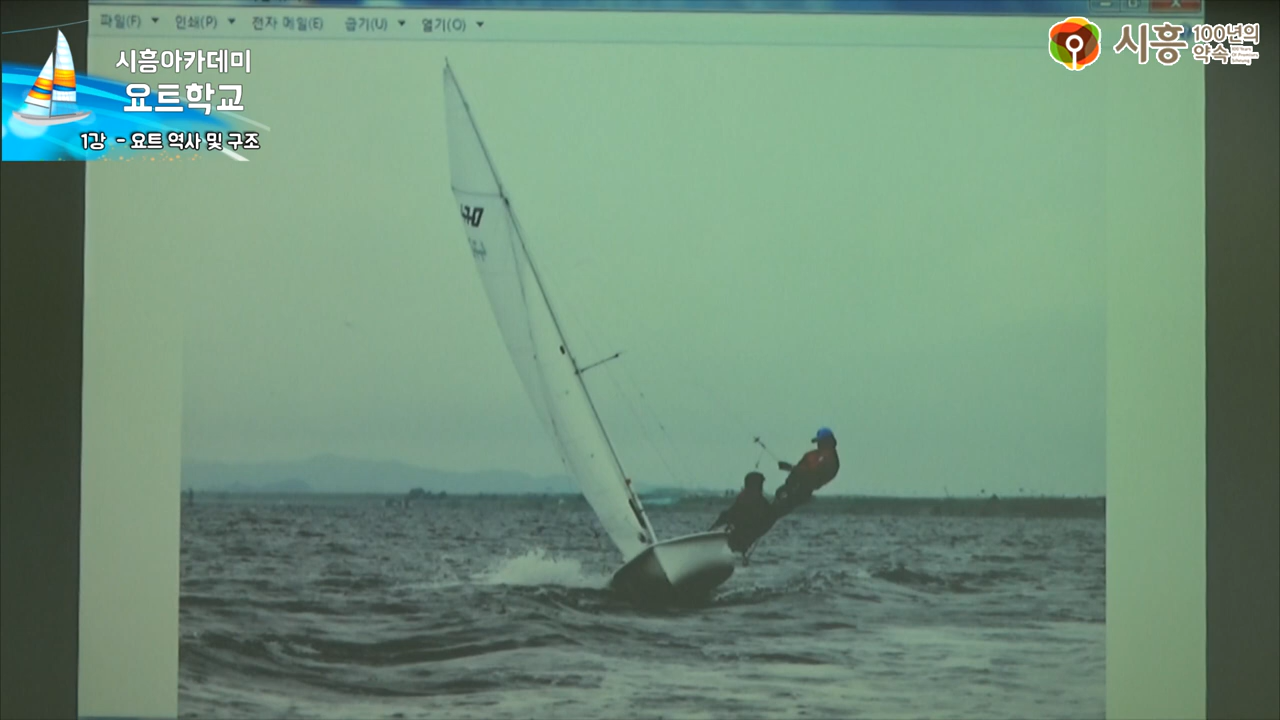 파일(F) 인쇄(P) 전자 메일(E) 굽기(U) 열기(O)
시흥아카데미
요트학교
1강 - 요트 역사 및 구조
시흥 100년의
약속
470